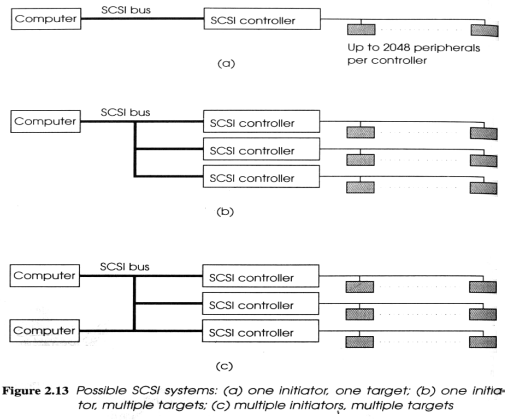 SCSI bus
Computer
SCSI controller
Up to 2048 peripherals
per controller
(a)
SCSI bus
Computer
SCSI controller
SCSI controller
SCSI controller
(b)
SCSI bus
Computer
SCSI controller
SCSI controller
Computer
SCSI controller
(c)
Figure 2.13 Possible SCSI systems: (a) one initiator, one target; (b) one initia-
tor, multiple targets; (c) multiple initiators, multiple targets